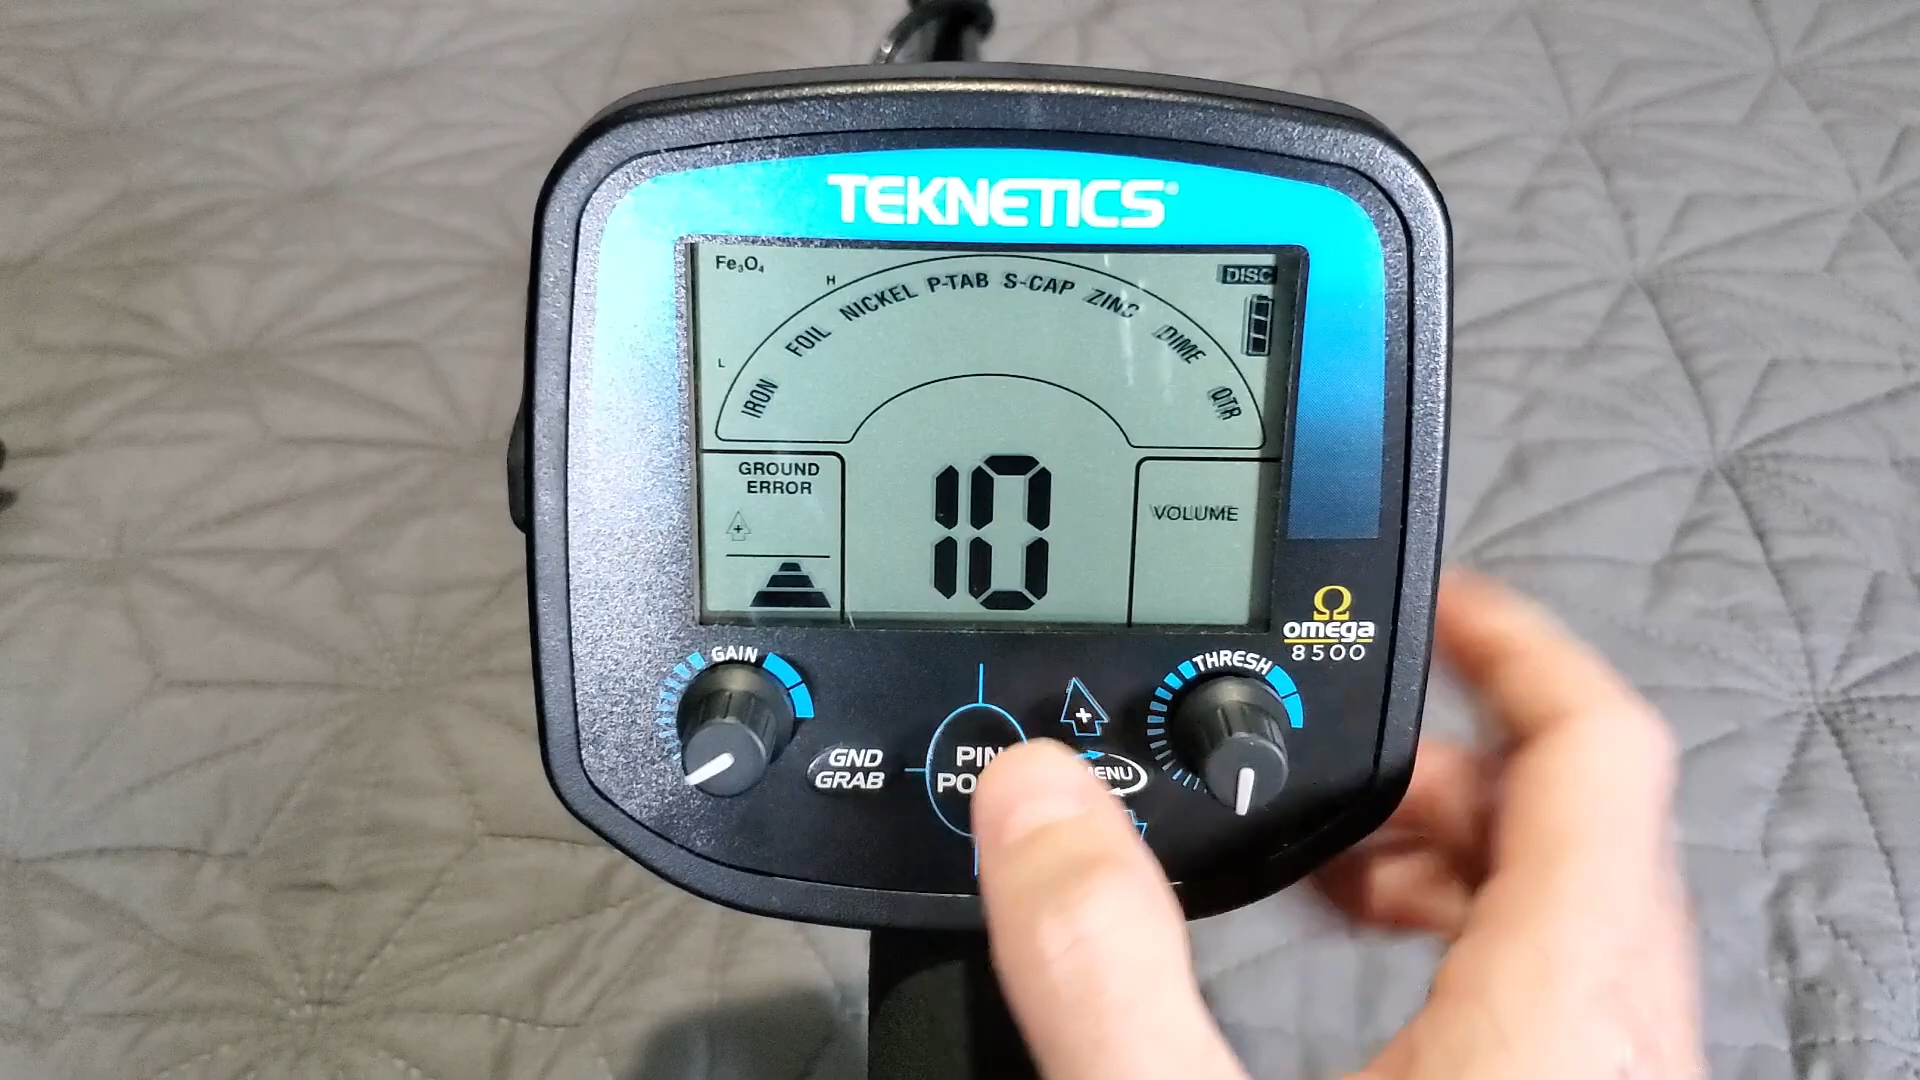 TEKNETICS®
Fe₃O₄
DISC
L
H
IRON
FOIL
NICKEL
P-TAB
S-CAP
ZINC
DIME
QTR
GROUND
ERROR
+
10
VOLUME
Ω
omega
8500
GAIN
THRESH
+
GND
GRAB